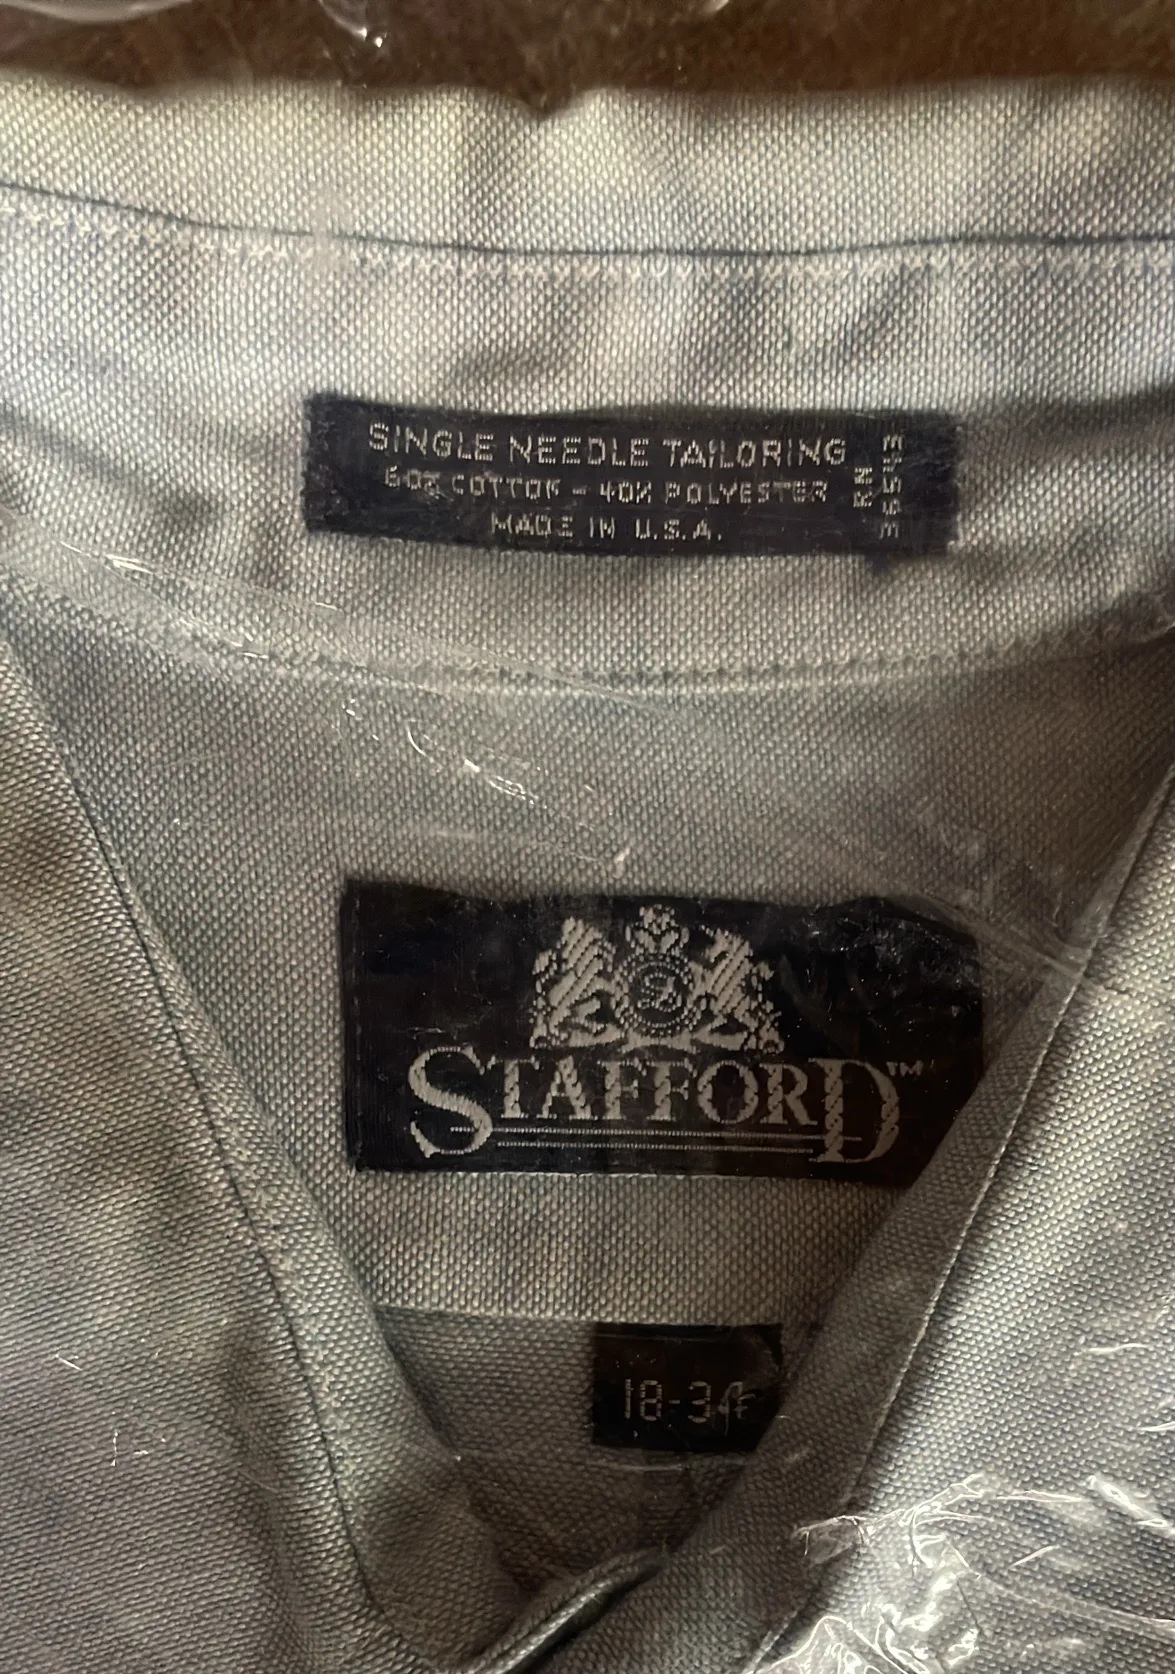 SINGLE NEEDLE TAILORING
60% COTTON - 40% POLYESTER
MADE IN U.S.A.
RN
36543
STAFFORD™
18-34